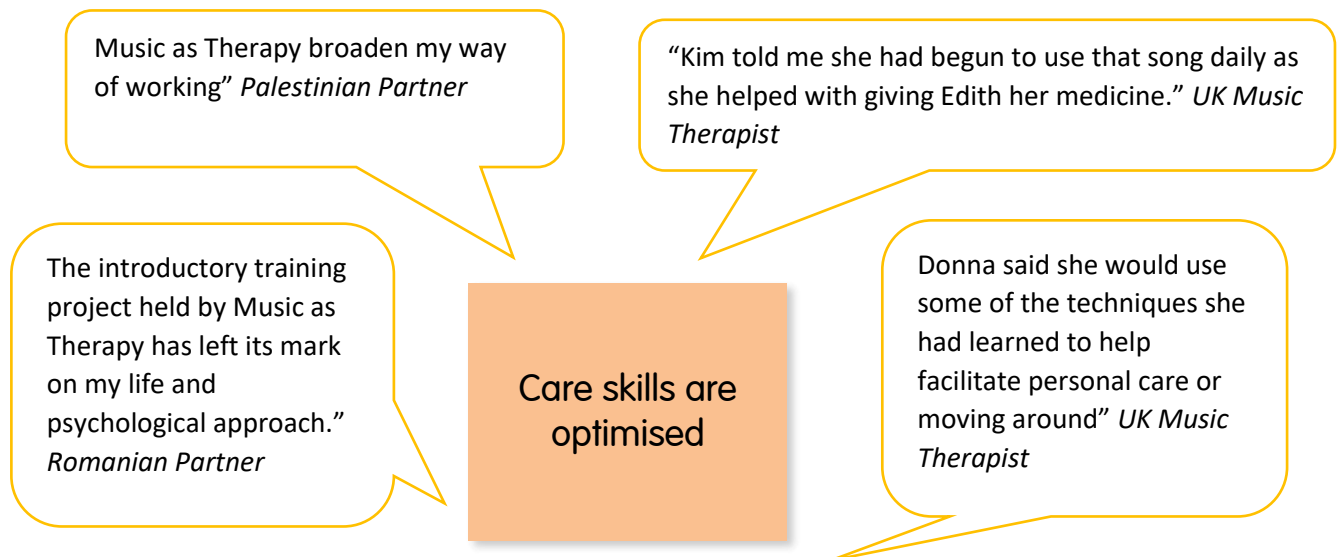 Music as Therapy broaden my way
of working” Palestinian Partner
“Kim told me she had begun to use that song daily as
she helped with giving Edith her medicine.” UK Music
Therapist
The introductory training
project held by Music as
Therapy has left its mark
on my life and
psychological approach.”
Romanian Partner
Care skills are
optimised
Donna said she would use
some of the techniques she
had learned to help
facilitate personal care or
moving around” UK Music
Therapist